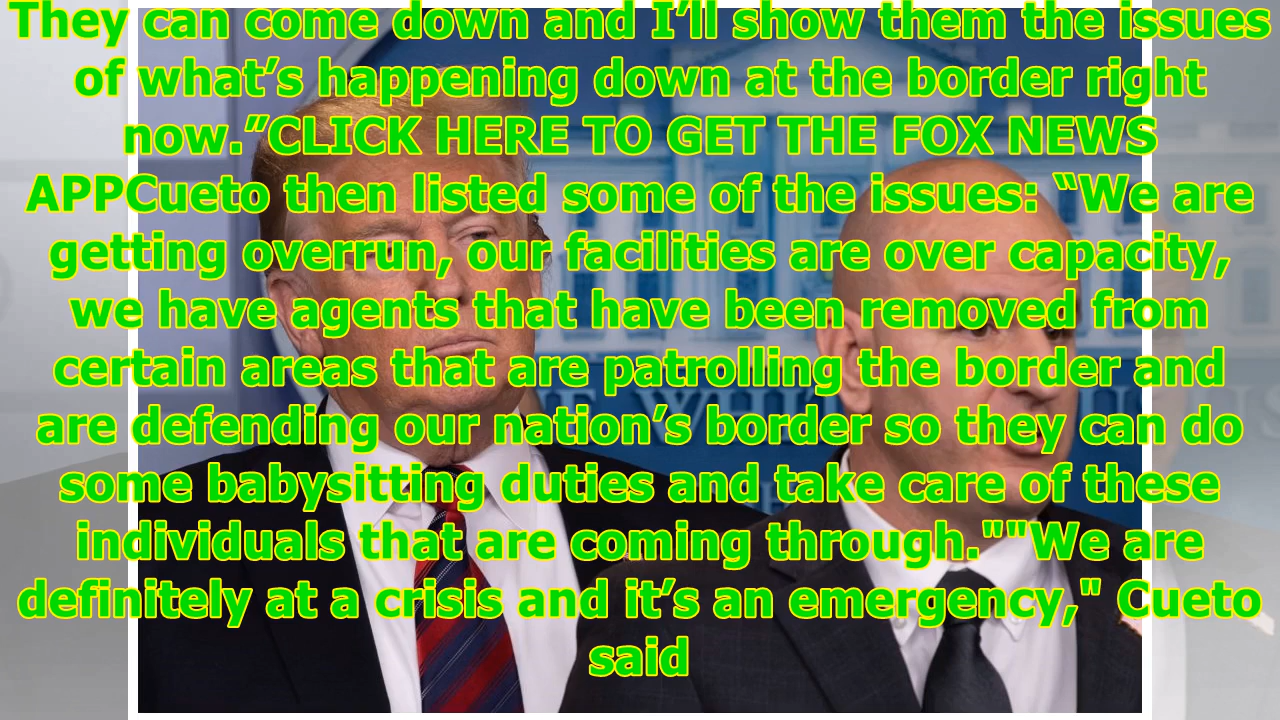 They can come down and I’ll show them the issues
of what’s happening down at the border right
now.”CLICK HERE TO GET THE FOX NEWS
APPCueto then listed some of the issues: “We are
getting overrun, our facilities are over capacity,
we have agents that have been removed from
certain areas that are patrolling the border and
are defending our nation’s border so they can do
some babysitting duties and take care of these
individuals that are coming through.""We are
definitely at a crisis and it’s an emergency," Cueto
said